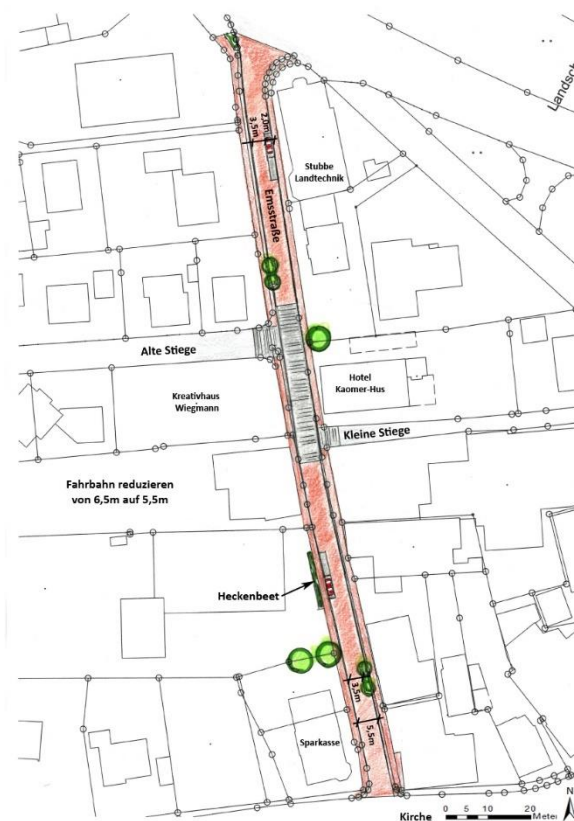 Landsch
3,5m
2,0m
Stubbe
Landtechnik
Emsstraße
Alte Stiege
Hotel
Kaomer-Hus
Kreativhaus
Wiegmann
Kleine Stiege
Fahrbahn reduzieren
von 6,5m auf 5,5m
Heckenbeet
3,5m
5,5m
Sparkasse
Kirche
0 5 10 20
Meter
N